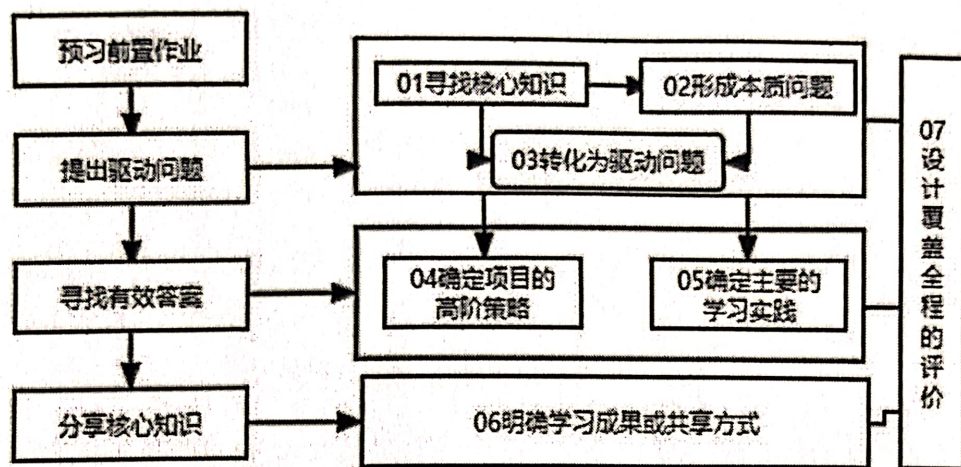 预习前置作业
提出驱动问题
寻找有效答案
分享核心知识
01寻找核心知识
02形成本质问题
03转化为驱动问题
04确定项目的
高阶策略
05确定主要的
学习实践
06明确学习成果或共享方式
07
设
计
覆
盖
全
程
的
评
价